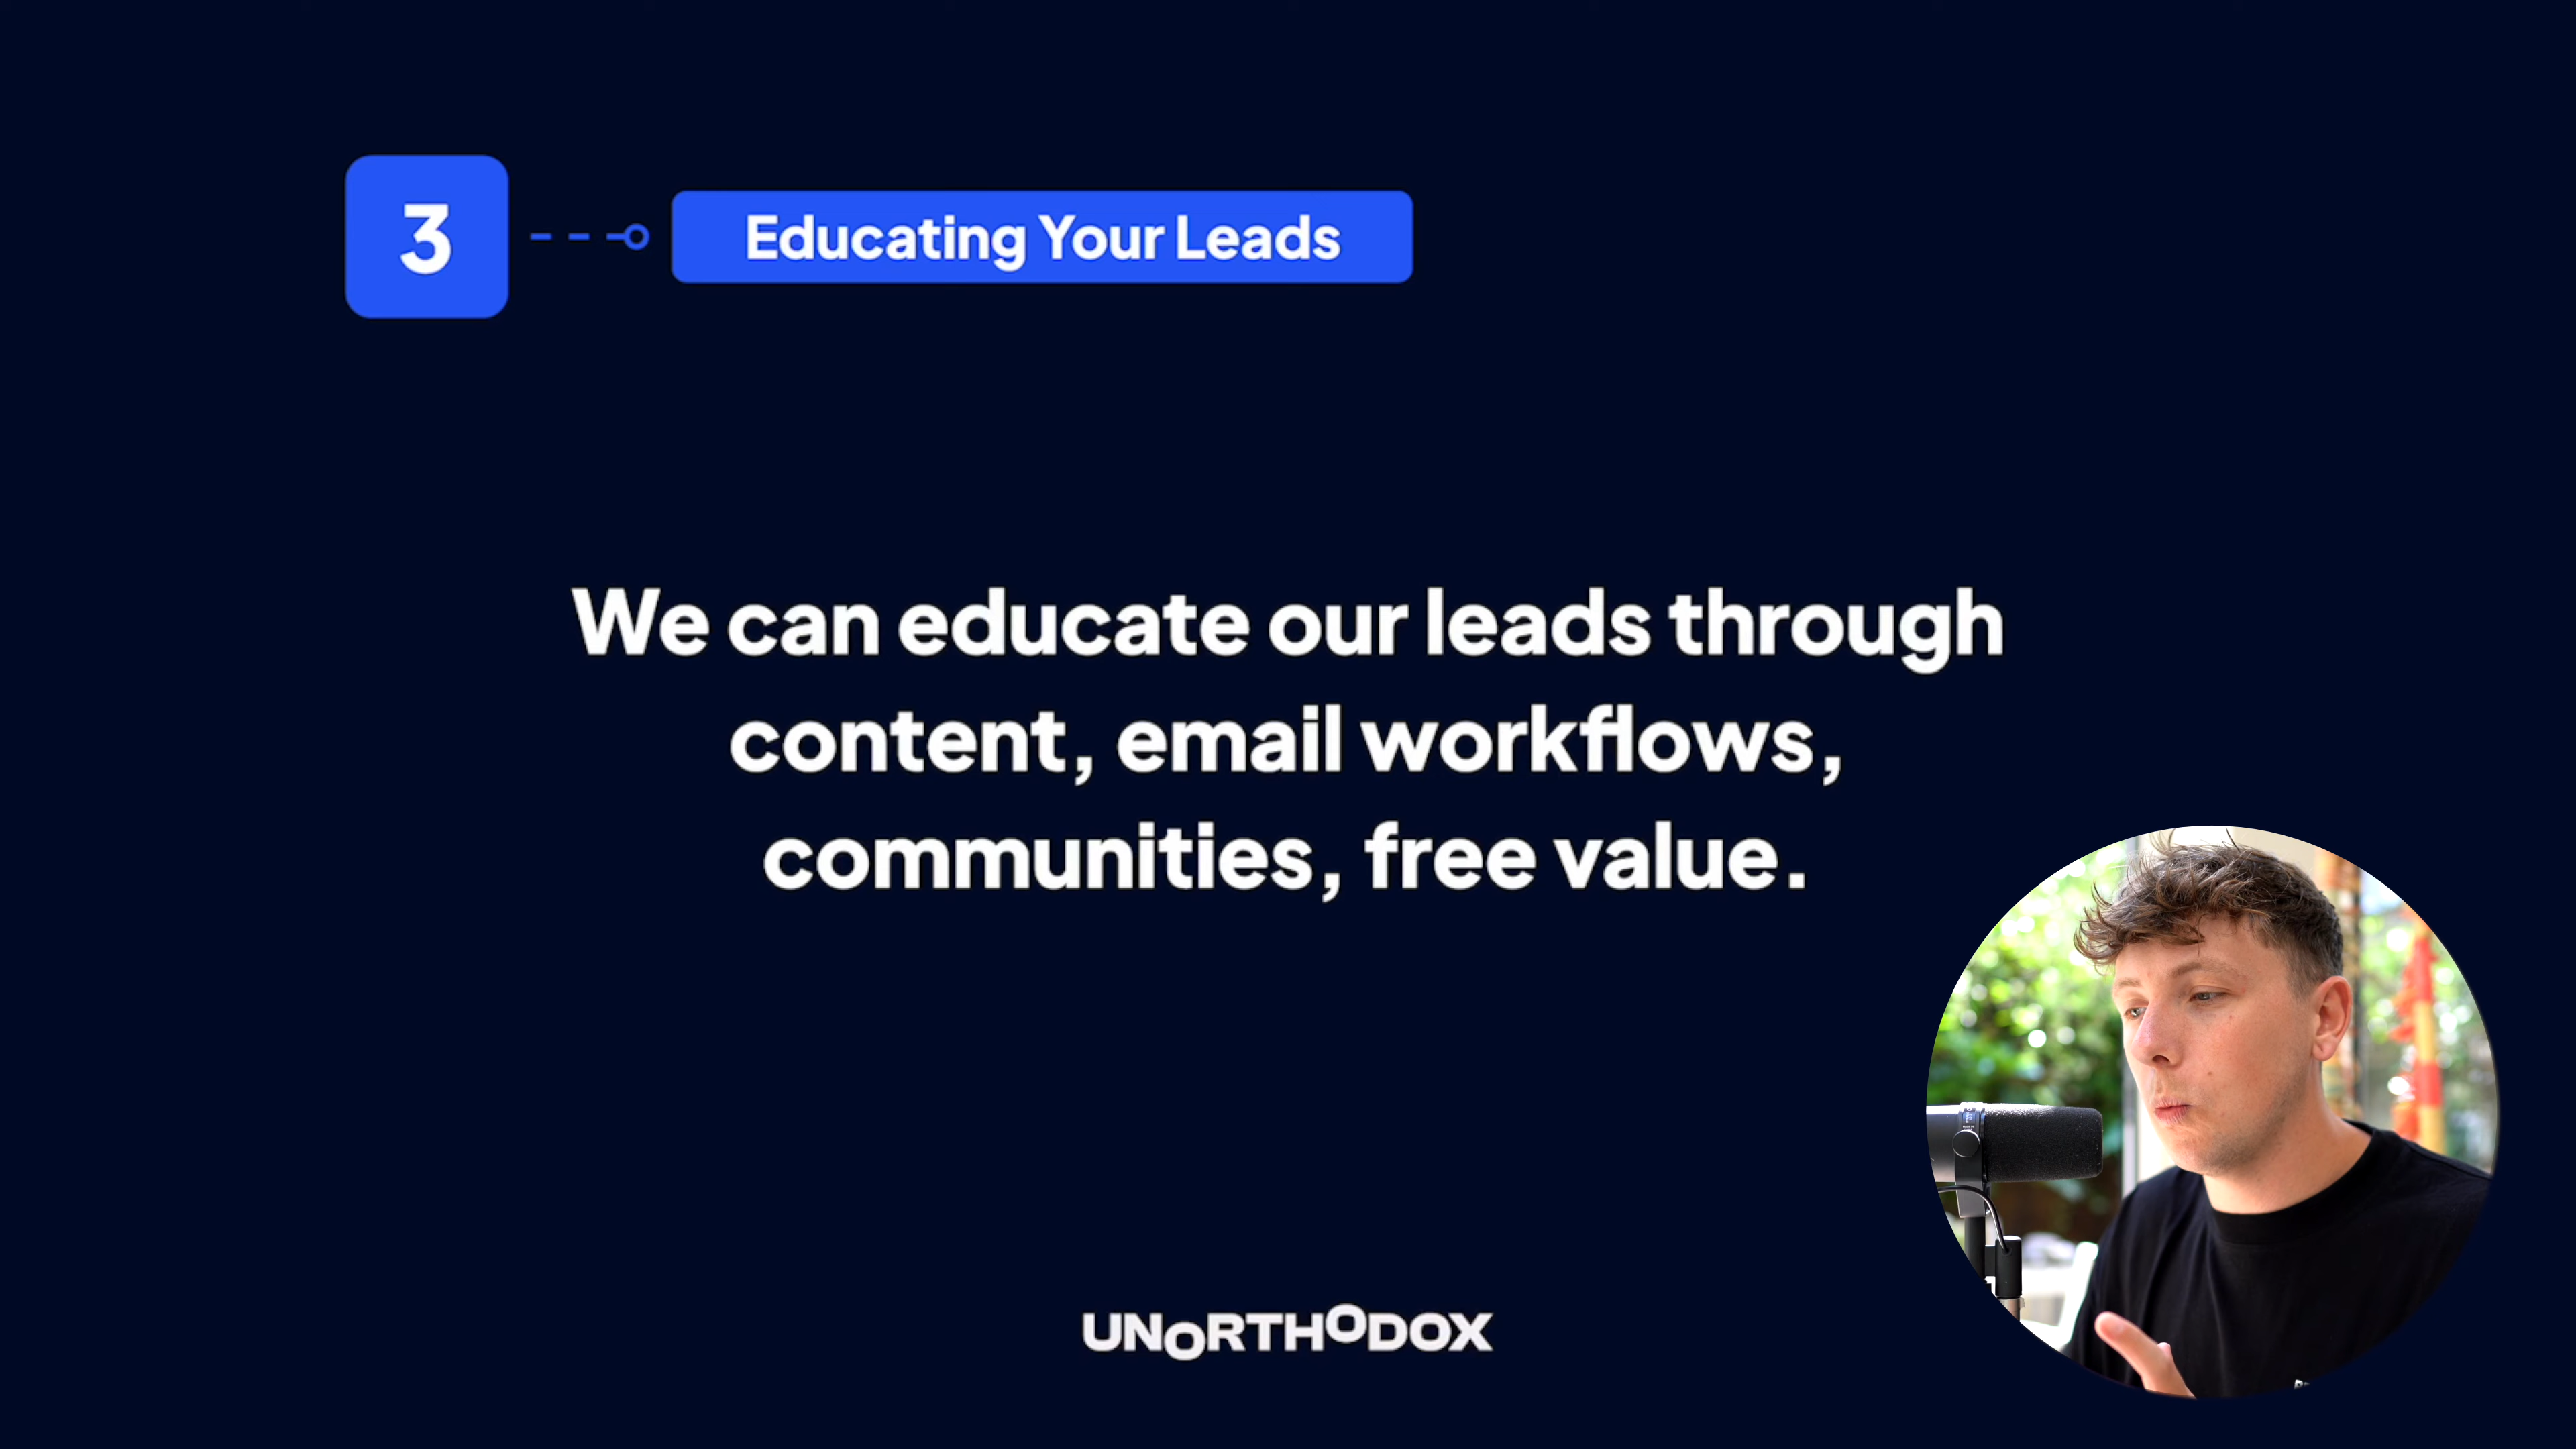 3
Educating Your Leads
We can educate our leads through
content, email workflows,
communities, free value.
UNORTHODOX